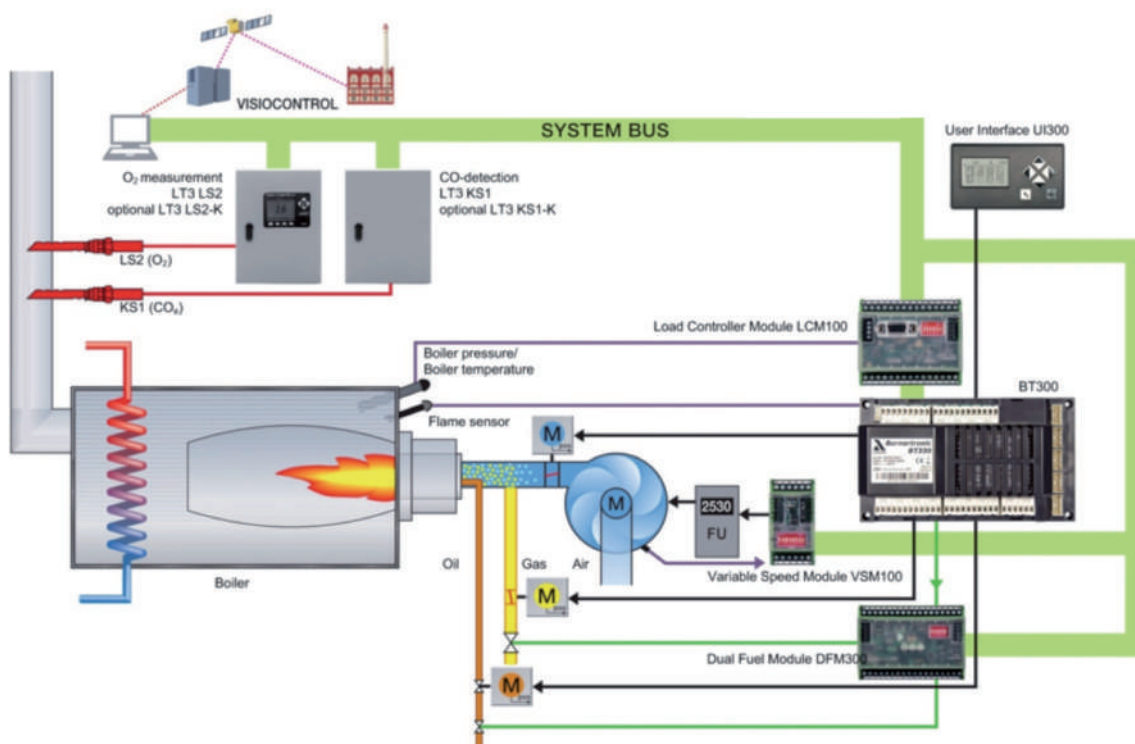 VISIOCONTROL
SYSTEM BUS
User Interface UI300
O₂ measurement
LT3 LS2
optional LT3 LS2-K
CO-detection
LT3 KS1
optional LT3 KS1-K
LS2 (O₂)
KS1 (COₑ)
Load Controller Module LCM100
Boiler pressure/
Boiler temperature
BT300
Flame sensor
M
M
2530
FU
Oil
Gas
Air
Boiler
Variable Speed Module VSM100
M
Dual Fuel Module DFM300
M